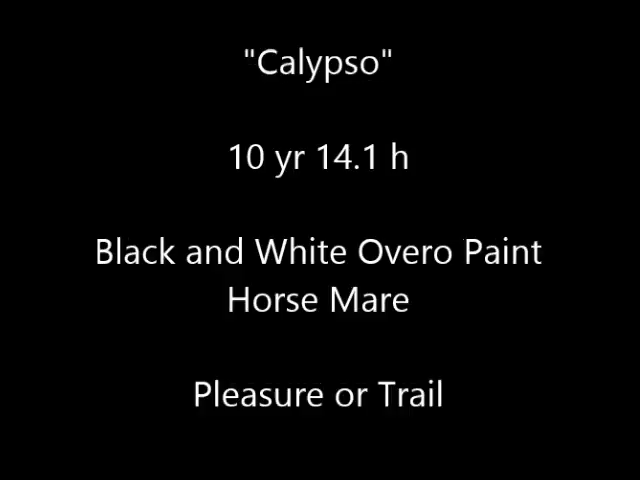 "Calypso"
10 yr 14.1 h
Black and White Overo Paint
Horse Mare
Pleasure or Trail